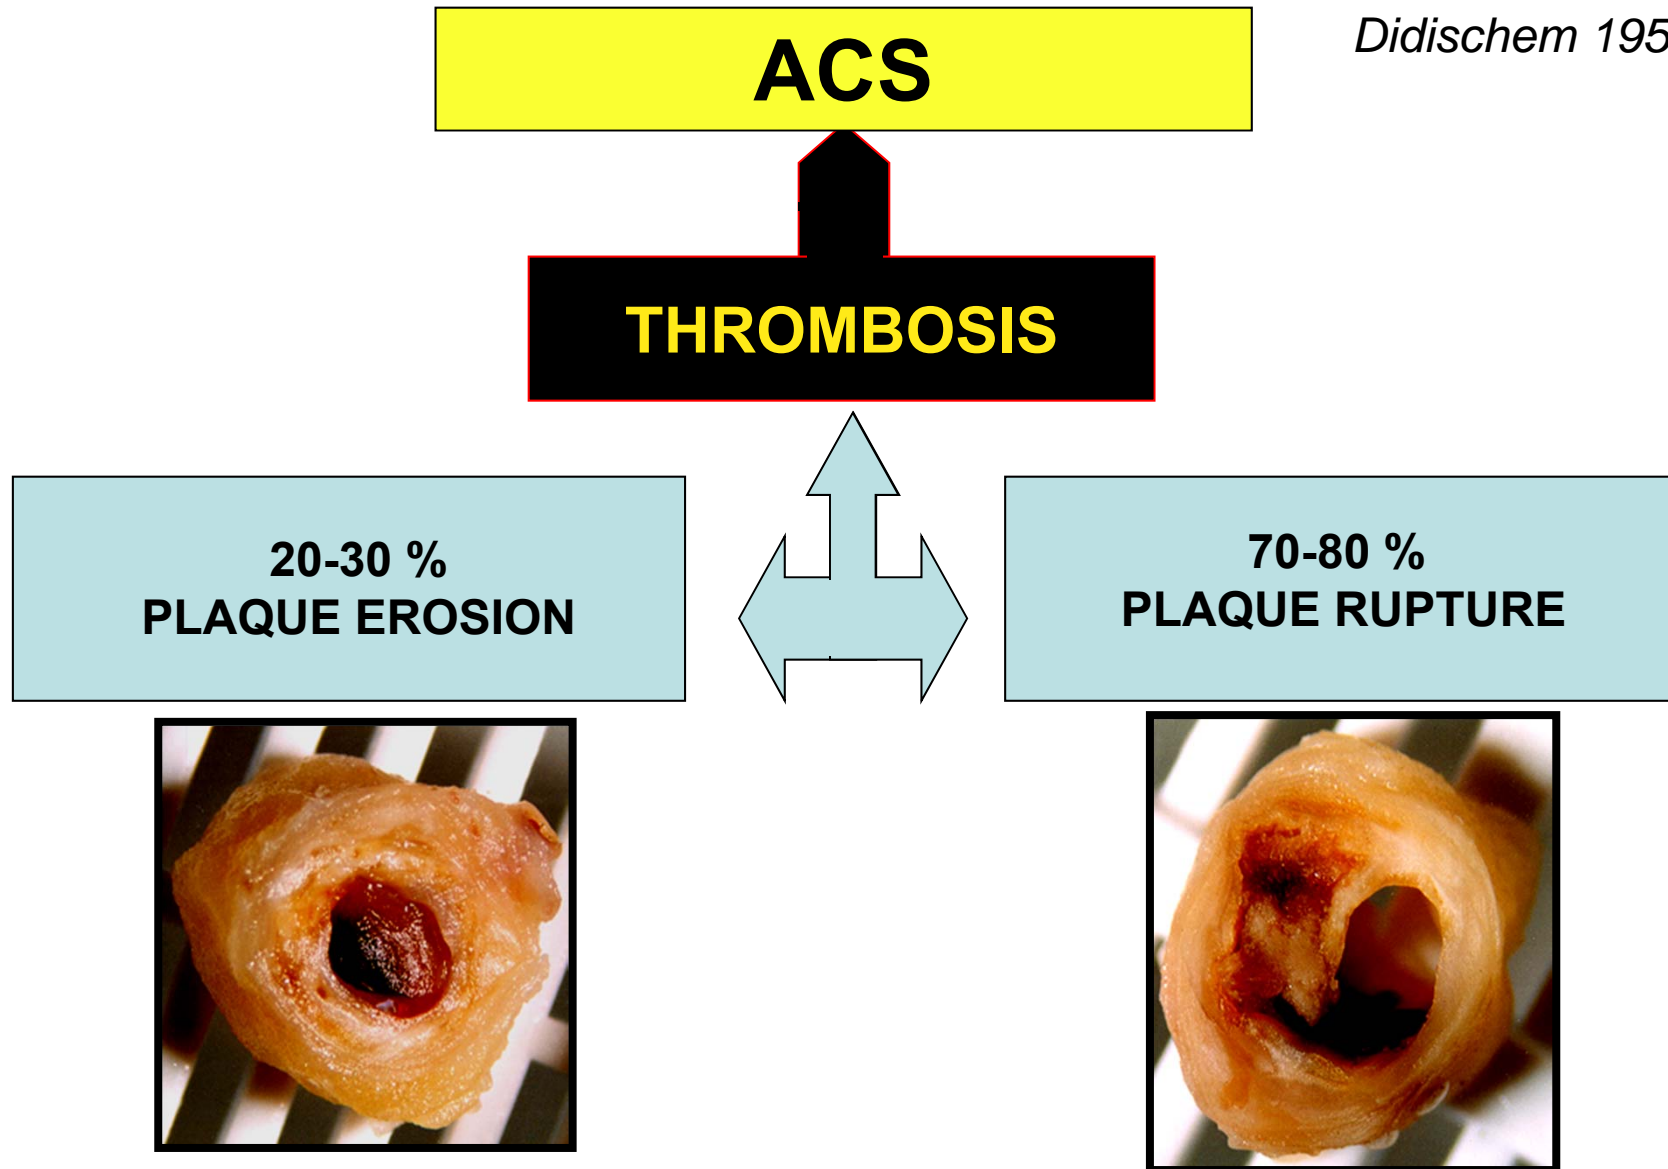 Didischem 195
ACS
THROMBOSIS
20-30 %
PLAQUE EROSION
70-80 %
PLAQUE RUPTURE